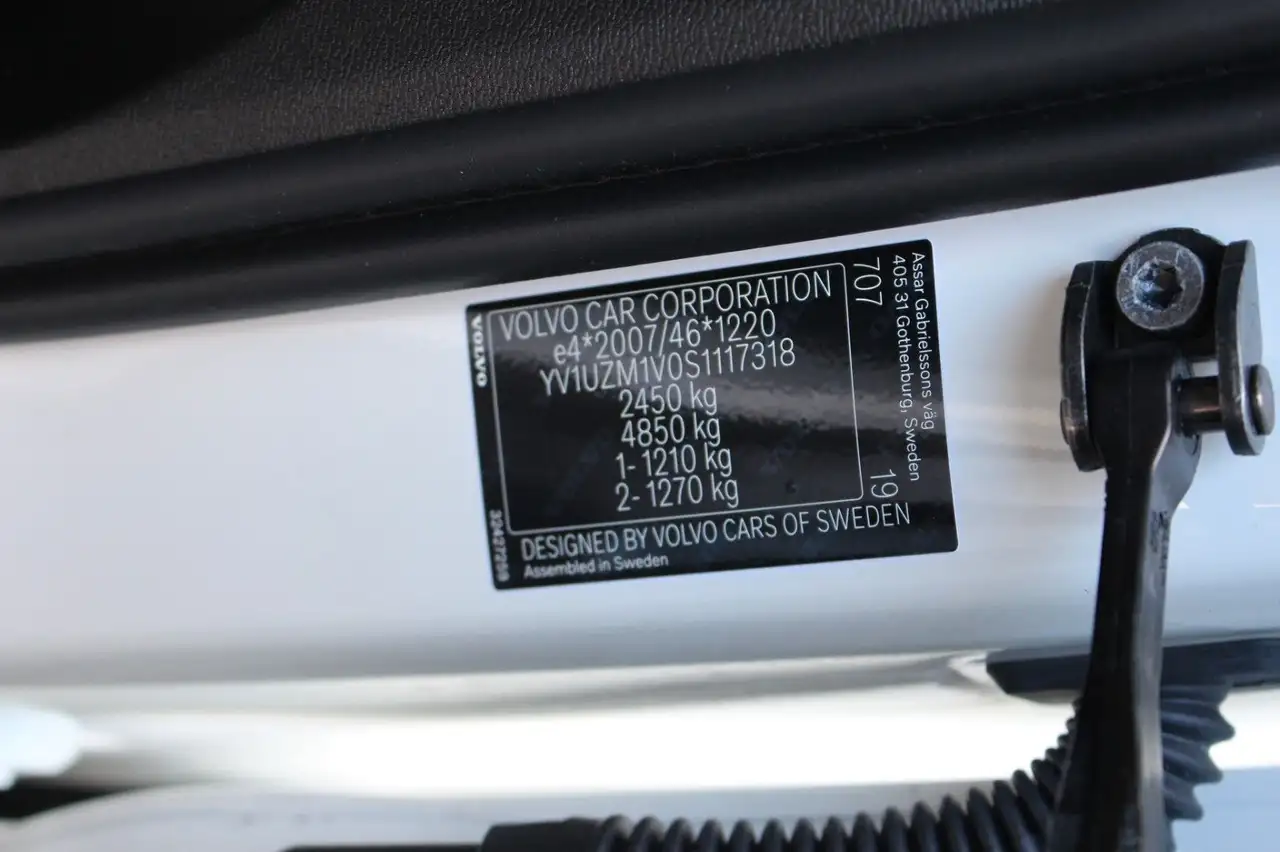 VOLVO
VOLVO CAR CORPORATION
e4*2007/46*1220
YV1UZM1V0S1117318
2450 kg
4850 kg
1- 1210 kg
2- 1270 kg
707
19
Assar Gabrielssons väg
405 31 Gothenburg, Sweden
DESIGNED BY VOLVO CARS OF SWEDEN
Assembled in Sweden
32427259